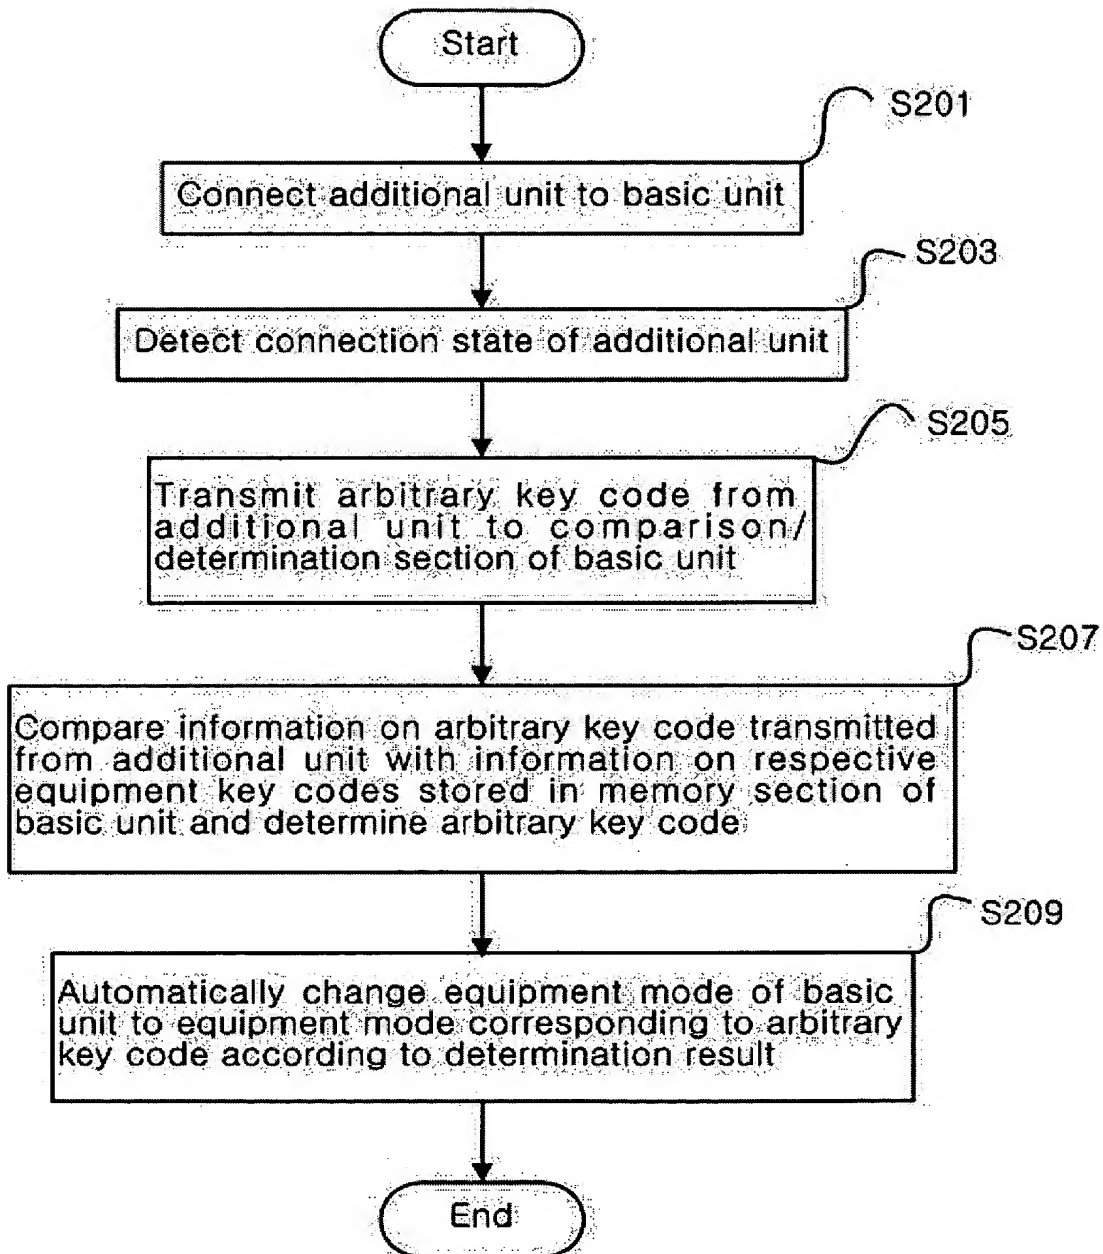 Start
S201
Connect additional unit to basic unit
S203
Detect connection state of additional unit
S205
Transmit arbitrary key code from
additional unit to comparison/
determination section of basic unit
S207
Compare information on arbitrary key code transmitted
from additional unit with information on respective
equipment key codes stored in memory section of
basic unit and determine arbitrary key code
S209
Automatically change equipment mode of basic
unit to equipment mode corresponding to arbitrary
key code according to determination result
End